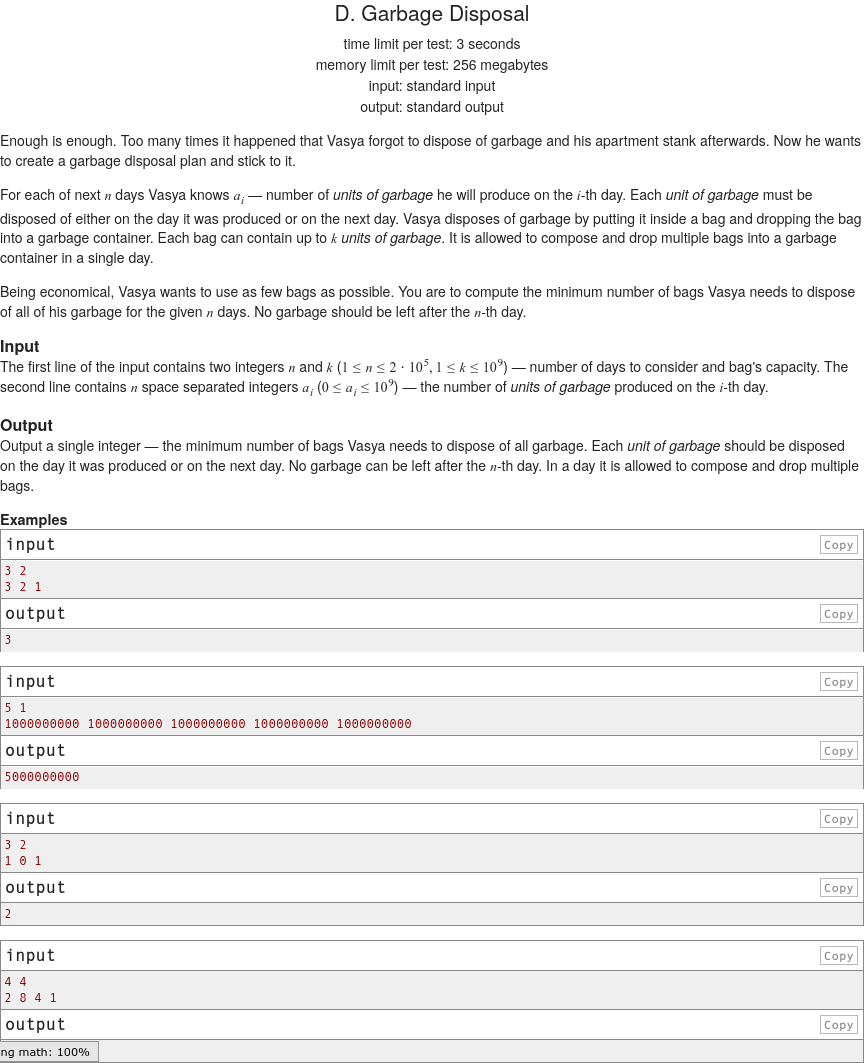 D. Garbage Disposal
time limit per test: 3 seconds
memory limit per test: 256 megabytes
input: standard input
output: standard output
Enough is enough. Too many times it happened that Vasya forgot to dispose of garbage and his apartment stank afterwards. Now he wants
to create a garbage disposal plan and stick to it.
For each of next n days Vasya knows a_i — number of units of garbage he will produce on the i-th day. Each unit of garbage must be
disposed of either on the day it was produced or on the next day. Vasya disposes of garbage by putting it inside a bag and dropping the bag
into a garbage container. Each bag can contain up to k units of garbage. It is allowed to compose and drop multiple bags into a garbage
container in a single day.
Being economical, Vasya wants to use as few bags as possible. You are to compute the minimum number of bags Vasya needs to dispose
of all of his garbage for the given n days. No garbage should be left after the n-th day.
Input
The first line of the input contains two integers n and k (1 ≤ n ≤ 2 · 10^5, 1 ≤ k ≤ 10^9) — number of days to consider and bag's capacity. The
second line contains n space separated integers a_i (0 ≤ a_i ≤ 10^9) — the number of units of garbage produced on the i-th day.
Output
Output a single integer — the minimum number of bags Vasya needs to dispose of all garbage. Each unit of garbage should be disposed
on the day it was produced or on the next day. No garbage can be left after the n-th day. In a day it is allowed to compose and drop multiple
bags.
Examples
input Copy
3 2
3 2 1
output Copy
3
input Copy
5 1
1000000000 1000000000 1000000000 1000000000 1000000000
output Copy
5000000000
input Copy
3 2
1 0 1
output Copy
2
input Copy
4 4
2 8 4 1
output Copy
ng math: 100%